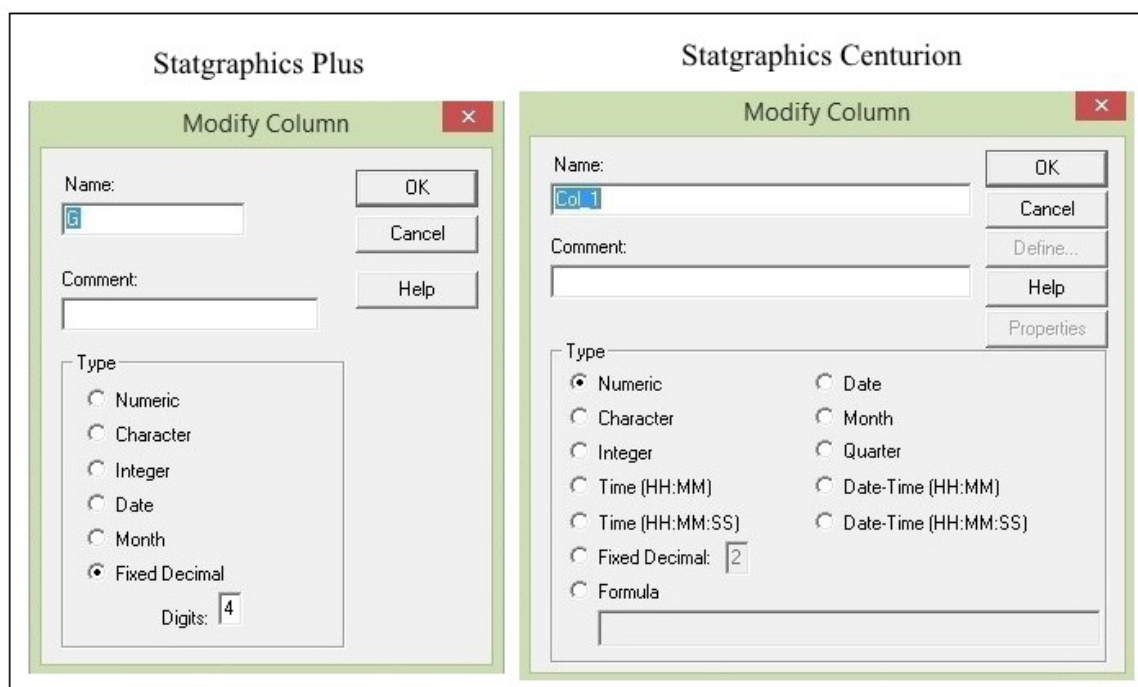 Statgraphics Plus
Modify Column
Name:
G
OK
Cancel
Comment:
Help
Type
Numeric
Character
Integer
Date
Month
Fixed Decimal
Digits: 4
Statgraphics Centurion
Modify Column
Name:
Col_1
OK
Cancel
Comment:
Define...
Help
Properties
Type
Numeric
Date
Character
Month
Integer
Quarter
Time (HH:MM)
Date-Time (HH:MM)
Time (HH:MM:SS)
Date-Time (HH:MM:SS)
Fixed Decimal: 2
Formula